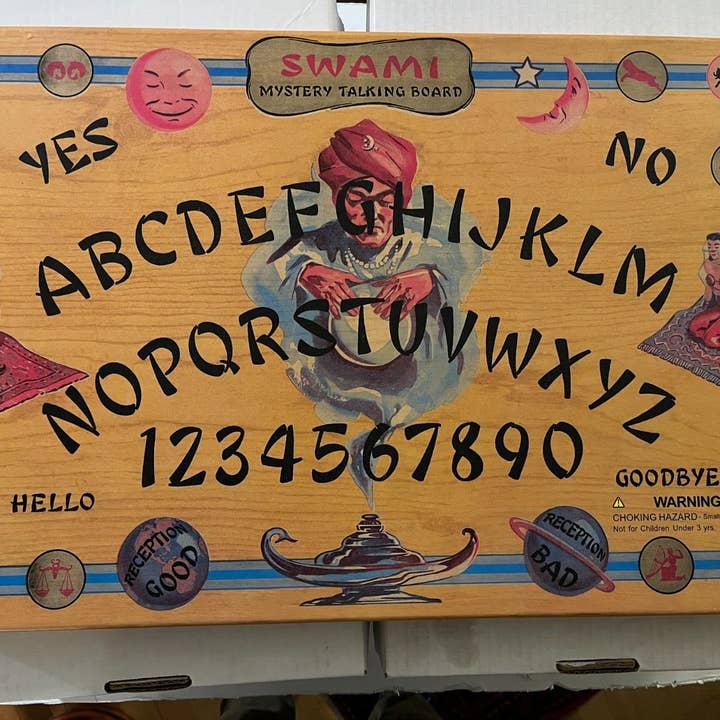 SWAMI
MYSTERY TALKING BOARD
YES
NO
ABCDEFGHIJKLM
NOPQRSTUVWXYZ
1234567890
HELLO
GOODBYE
WARNING
CHOKING HAZARD - Small
Not for Children Under 3 yrs.
RECEPTION
GOOD
RECEPTION
BAD